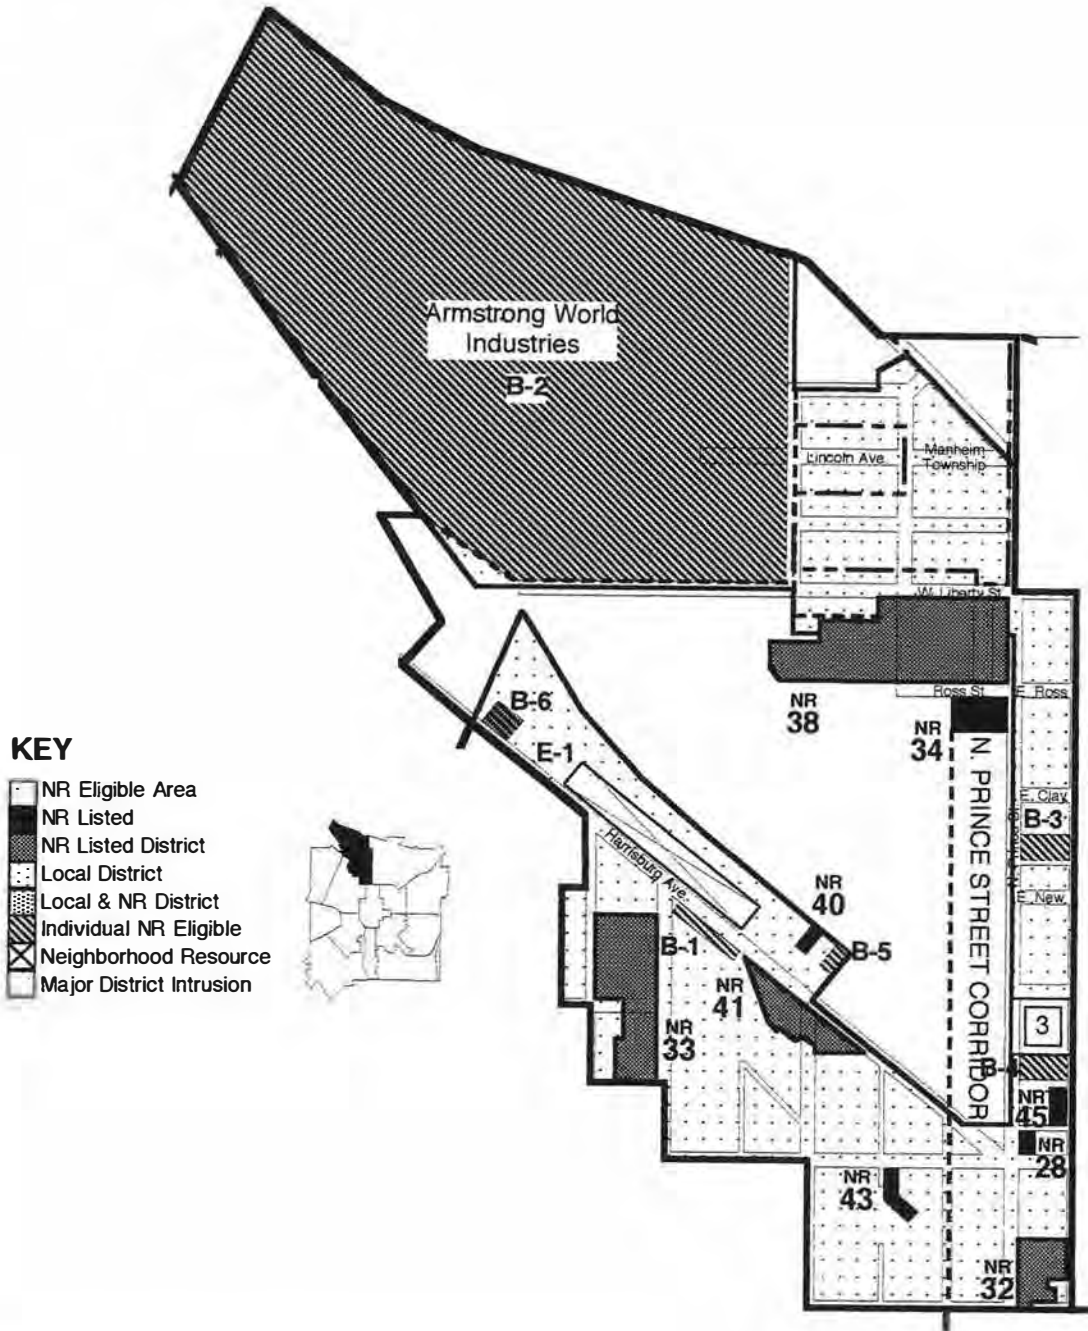 Armstrong World
Industries
B-2
Lincoln Ave
Manheim
Township
W. Liberty St.
NR
38
Ross St
E. Ross
NR
34
B-6
E-1
N. PRINCE STREET CORRIDOR
N. Prince St.
E. Clay
B-3
E. New
Harrisburg Ave.
NR
40
B-5
B-1
NR
41
NR
33
3
B-4
NR
45
NR
28
NR
43
NR
32
KEY
NR Eligible Area
NR Listed
NR Listed District
Local District
Local & NR District
Individual NR Eligible
Neighborhood Resource
Major District Intrusion